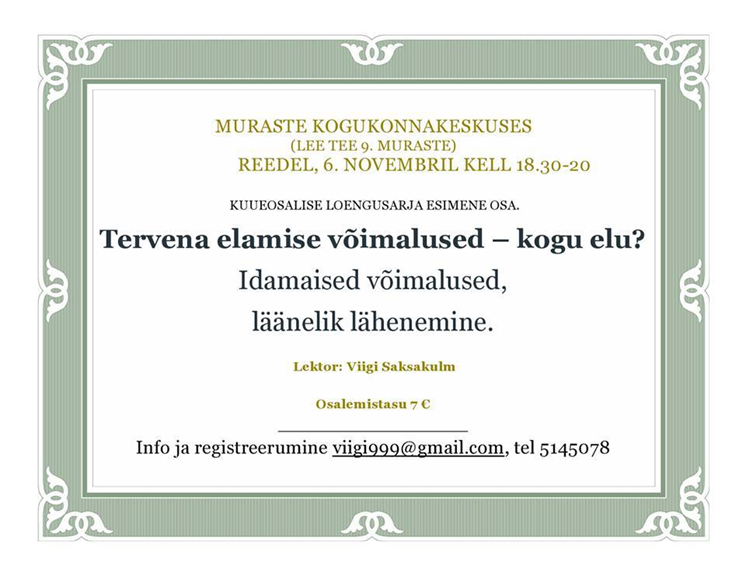 MURASTE KOGUKONNAKESKUSES
(LEE TEE 9. MURASTE)
REEDEL, 6. NOVEMBRIL KELL 18.30-20
KUUEOSALISE LOENGUSARJA ESIMENE OSA.
Tervena elamise võimalused – kogu elu?
Idamaised võimalused,
läänelik lähenemine.
Lektor: Viigi Saksakulm
Osalemistasu 7 €
Info ja registreerumine viigi999@gmail.com, tel 5145078